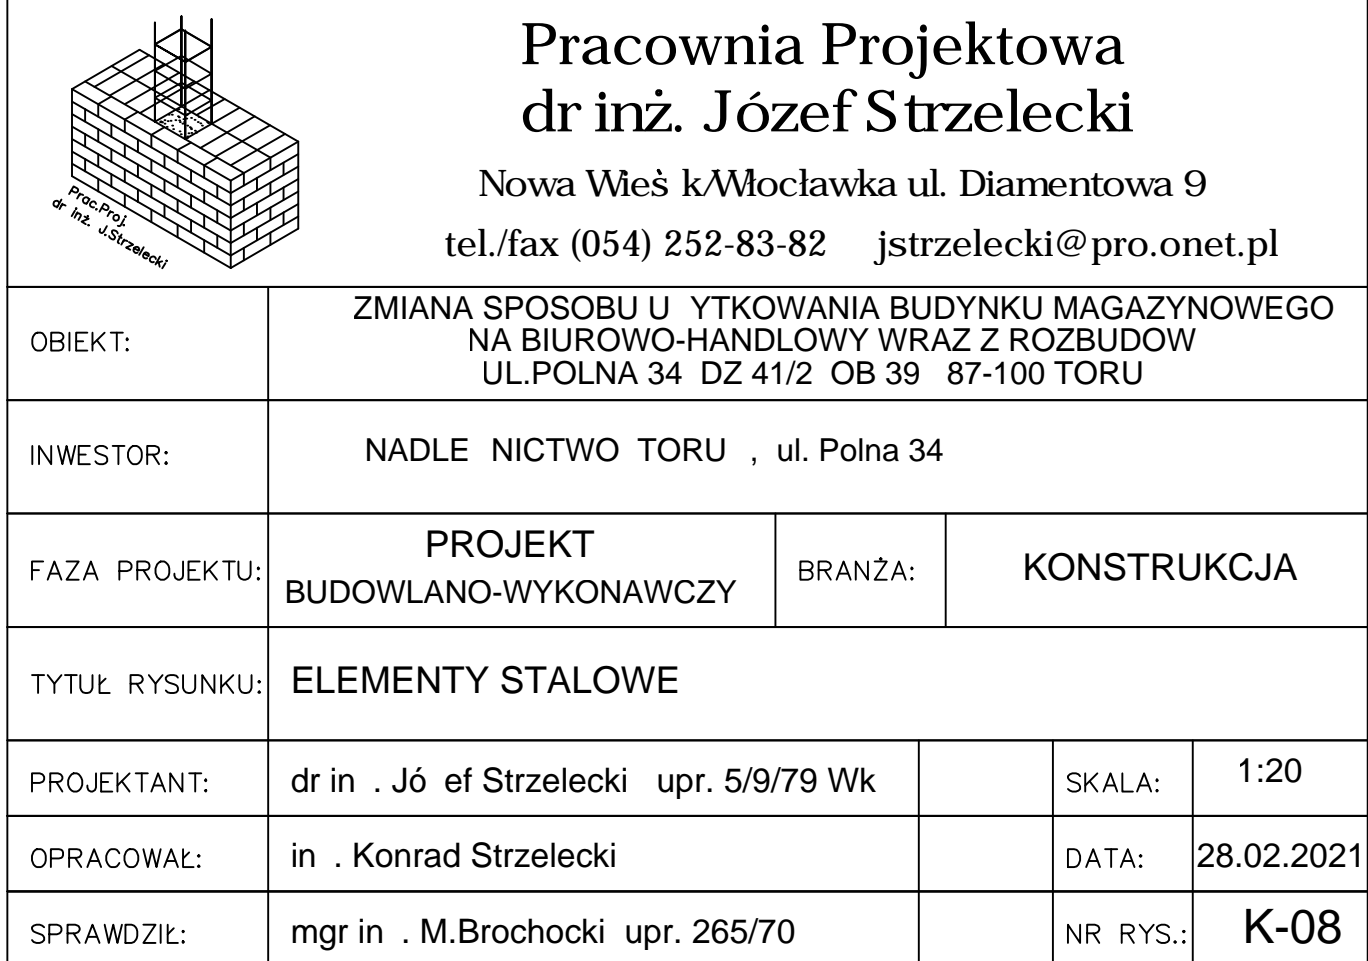 Pracownia Projektowa
dr inż. Józef Strzelecki
Nowa Wieś k/Włocławka ul. Diamentowa 9
tel./fax (054) 252-83-82 jstrzelecki@pro.onet.pl
Prac.Proj.
dr inż. J.Strzelecki
OBIEKT:
ZMIANA SPOSOBU U YTKOWANIA BUDYNKU MAGAZYNOWEGO
NA BIUROWO-HANDLOWY WRAZ Z ROZBUDOW
UL.POLNA 34 DZ 41/2 OB 39 87-100 TORU
INWESTOR: NADLE NICTWO TORU , ul. Polna 34
FAZA PROJEKTU: PROJEKT
BUDOWLANO-WYKONAWCZY
BRANŻA: KONSTRUKCJA
TYTUŁ RYSUNKU: ELEMENTY STALOWE
PROJEKTANT: dr in . Jó ef Strzelecki upr. 5/9/79 Wk SKALA: 1:20
OPRACOWAŁ: in . Konrad Strzelecki DATA: 28.02.2021
SPRAWDZIŁ: mgr in . M.Brochocki upr. 265/70 NR RYS.: K-08